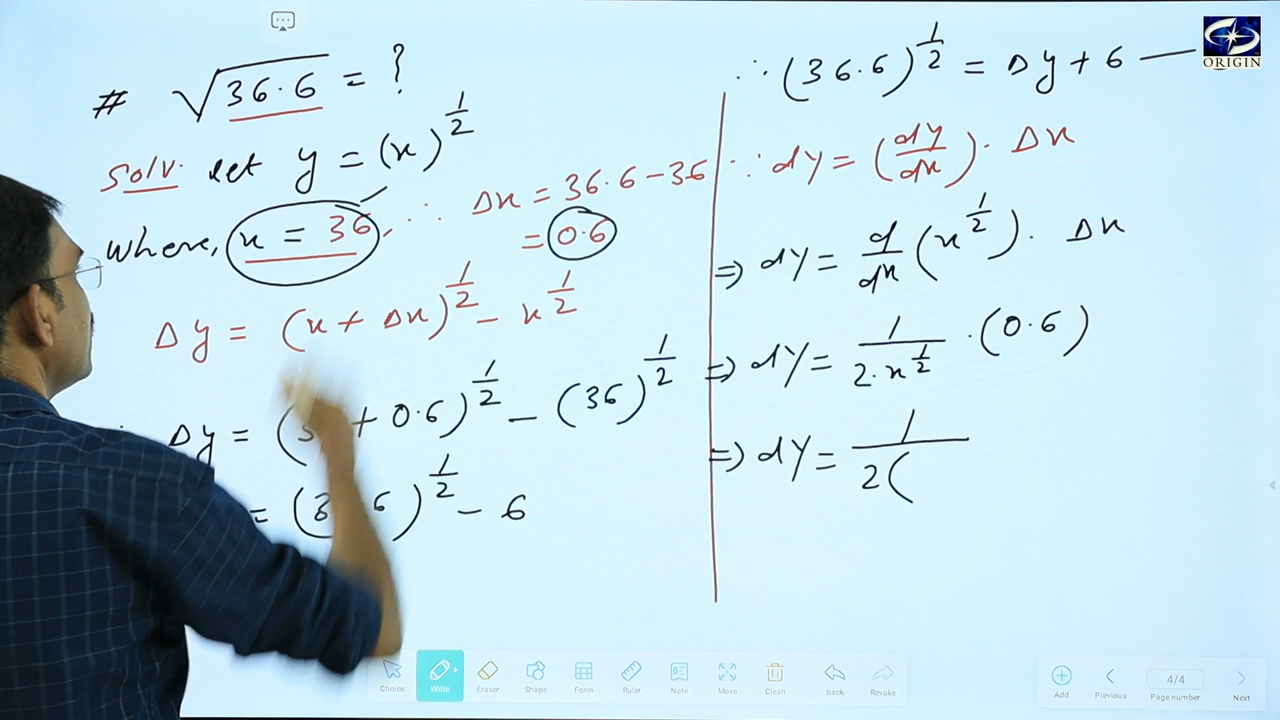 # √36.6 = ?
Solⁿ. let y = (x)^1/2
where, x = 36, ∴ Δx = 36.6 - 36
= 0.6
Δy = (x + Δx)^1/2 - x^1/2
Δy = ( + 0.6)^1/2 - (36)^1/2
= (3 6)^1/2 - 6
∴ (36.6)^1/2 = Δy + 6 —
∵ dy = (dy/dx) . Δx
⇒ dy = d/dx (x^1/2) . Δx
⇒ dy = 1/2.x^1/2 . (0.6)
⇒ dy = 1/2(
ORIGIN
Choice
Write
Eraser
Shape
Form
Ruler
Note
Move
Clean
back
Revoke
Add
Previous
4/4
Page number
Next